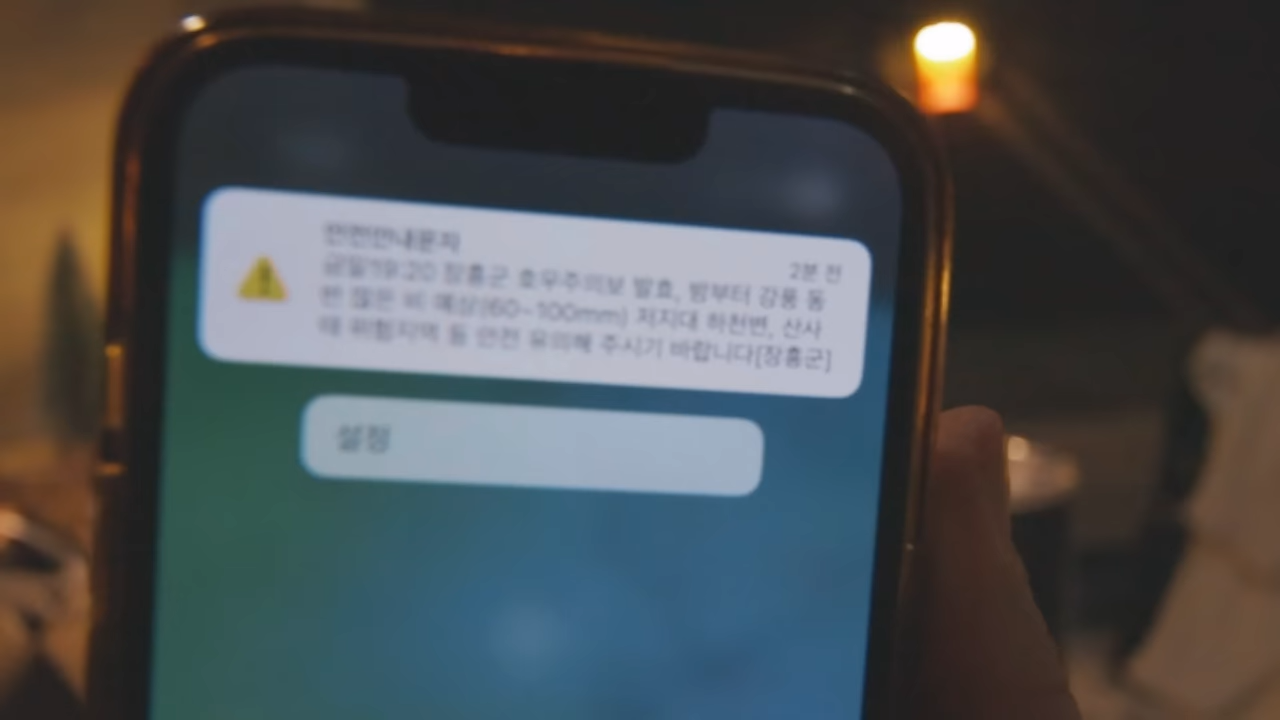 안전안내문자
2분 전
금일19:20 장흥군 호우주의보 발효, 밤부터 강풍 동
반 많은 비 예상(60~100mm) 저지대 하천변, 산사
태 위험지역 등 안전 유의해 주시기 바랍니다[장흥군]
설정